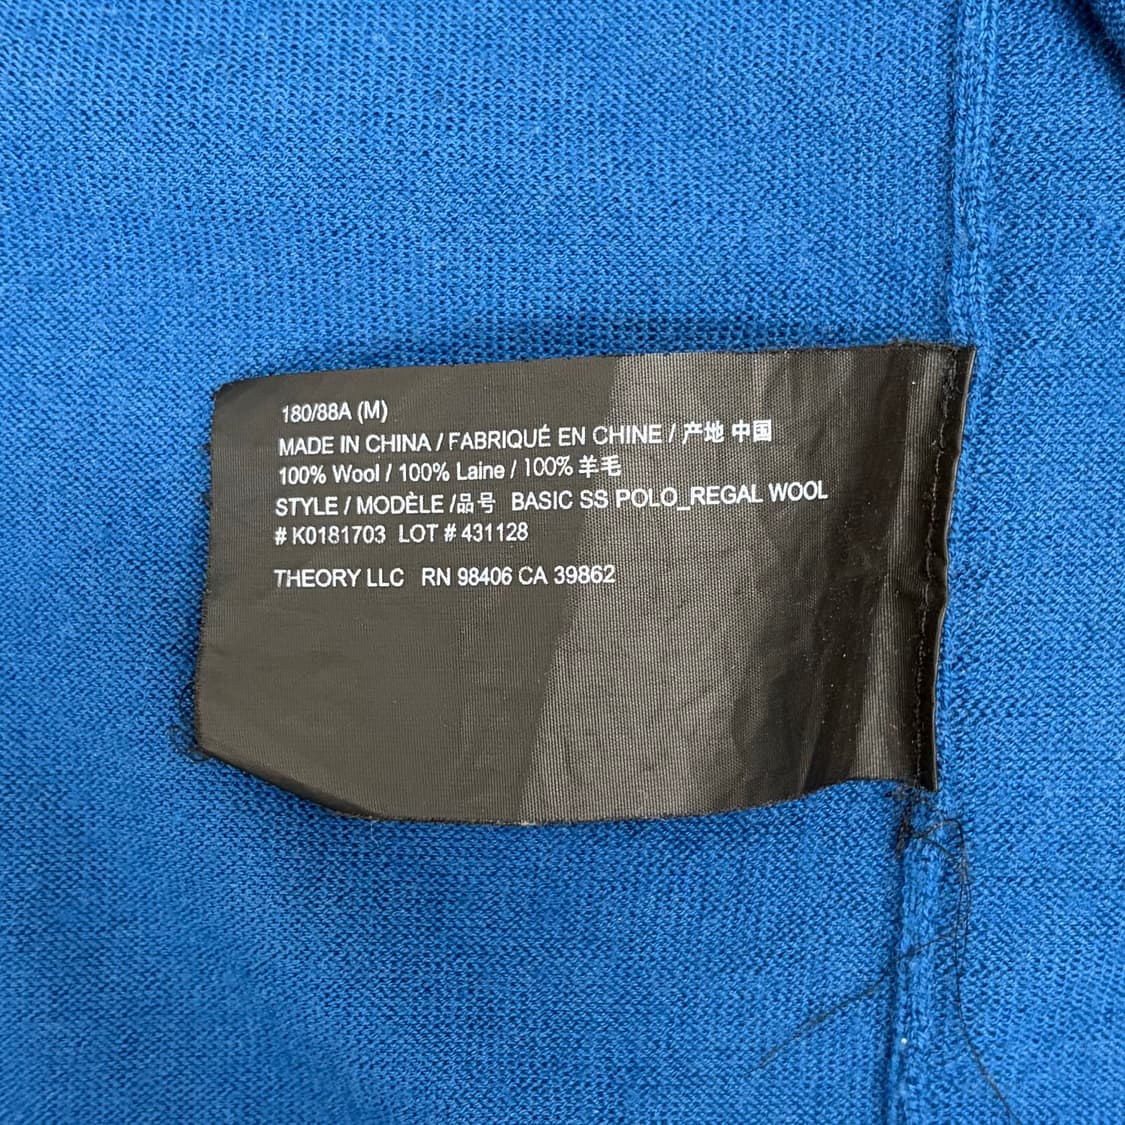 180/88A (M)
MADE IN CHINA / FABRIQUÉ EN CHINE / 产地 中国
100% Wool / 100% Laine / 100% 羊毛
STYLE / MODÈLE /品号 BASIC SS POLO_REGAL WOOL
# K0181703 LOT # 431128
THEORY LLC RN 98406 CA 39862